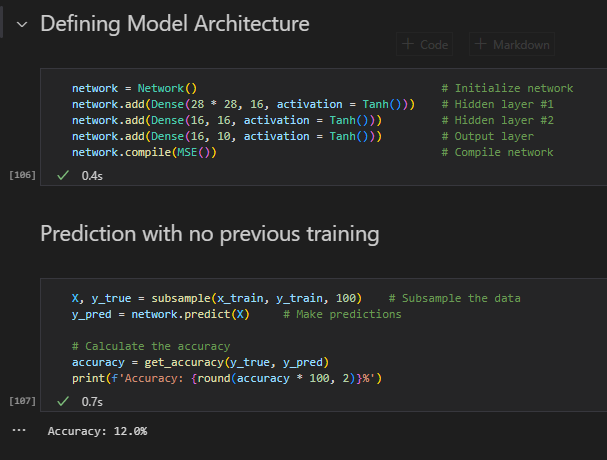 Defining Model Architecture
+ Code + Markdown
network = Network() # Initialize network
network.add(Dense(28 * 28, 16, activation = Tanh())) # Hidden layer #1
network.add(Dense(16, 16, activation = Tanh())) # Hidden layer #2
network.add(Dense(16, 10, activation = Tanh())) # Output layer
network.compile(MSE()) # Compile network
[106] ✓ 0.4s
Prediction with no previous training
X, y_true = subsample(x_train, y_train, 100) # Subsample the data
y_pred = network.predict(X) # Make predictions
# Calculate the accuracy
accuracy = get_accuracy(y_true, y_pred)
print(f'Accuracy: {round(accuracy * 100, 2)}%')
[107] ✓ 0.7s
... Accuracy: 12.0%